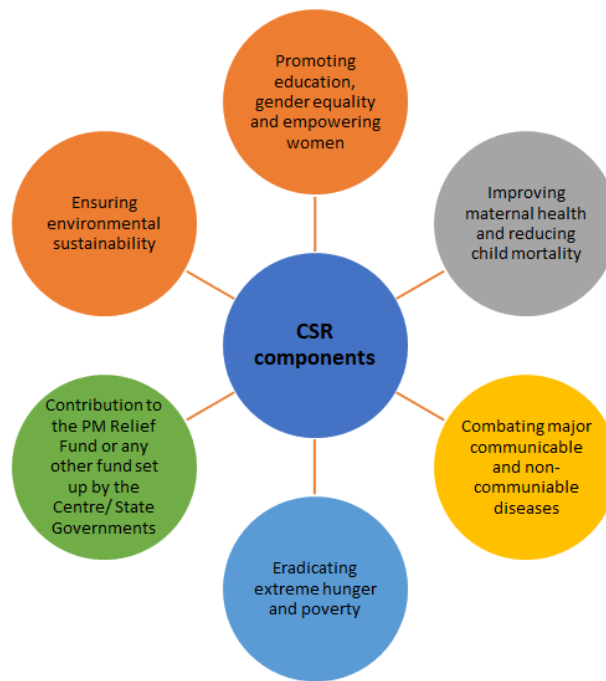 Promoting
education,
gender equality
and empowering
women
Ensuring
environmental
sustainability
Improving
maternal health
and reducing
child mortality
CSR
components
Contribution to
the PM Relief
Fund or any
other fund set
up by the
Centre/ State
Governments
Combating major
communicable
and non-
communiable
diseases
Eradicating
extreme hunger
and poverty